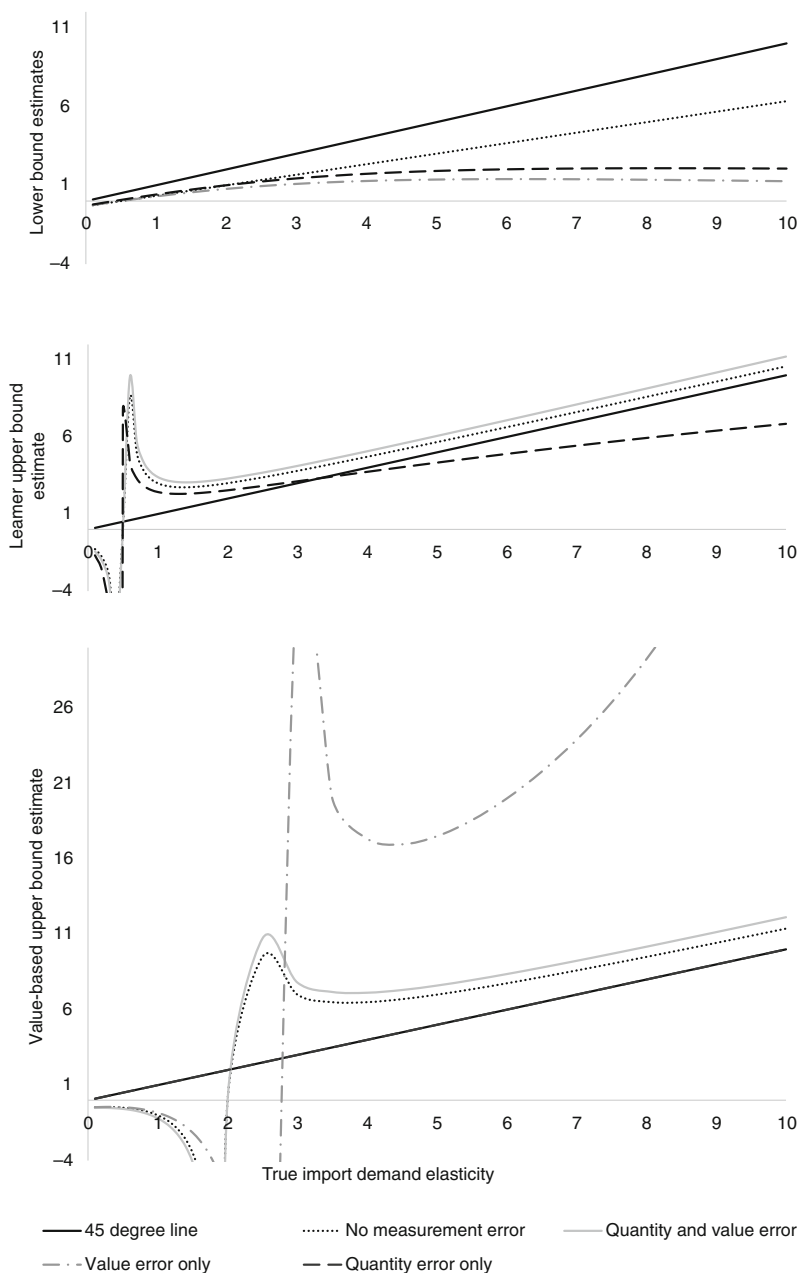 Lower bound estimates
11
6
1
–4
0 1 2 3 4 5 6 7 8 9 10
Leamer upper bound
estimate
11
6
1
–4
0 1 2 3 4 5 6 7 8 9 10
Value-based upper bound estimate
26
21
16
11
6
1
–4
0 1 2 3 4 5 6 7 8 9 10
True import demand elasticity
45 degree line No measurement error Quantity and value error
Value error only Quantity error only